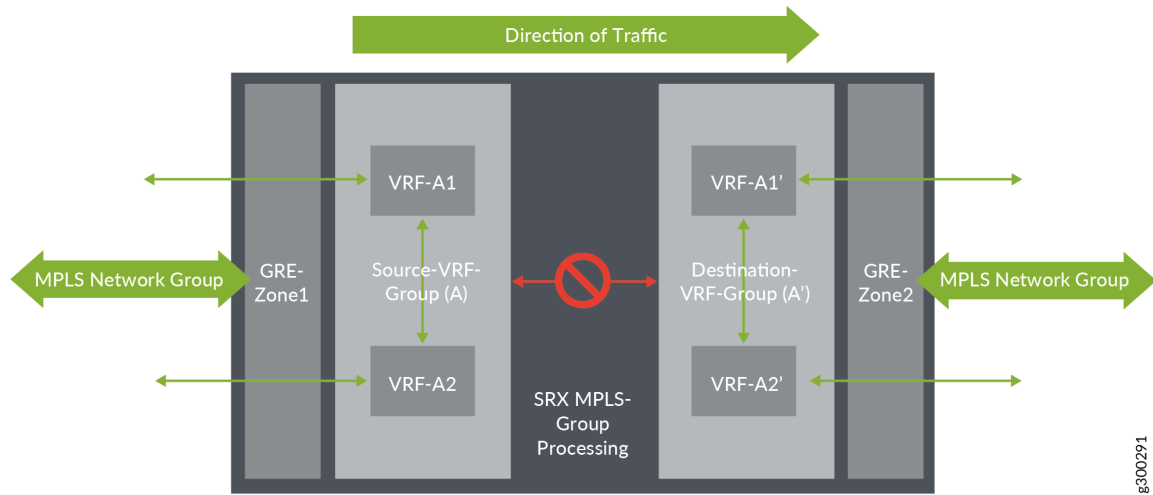 Direction of Traffic
VRF-A1
VRF-A1’
MPLS Network Group
GRE-
Zone1
Source-VRF-
Group (A)
Destination-
VRF-Group (A’)
GRE-
Zone2
MPLS Network Group
VRF-A2
VRF-A2’
SRX MPLS-
Group
Processing
g300291